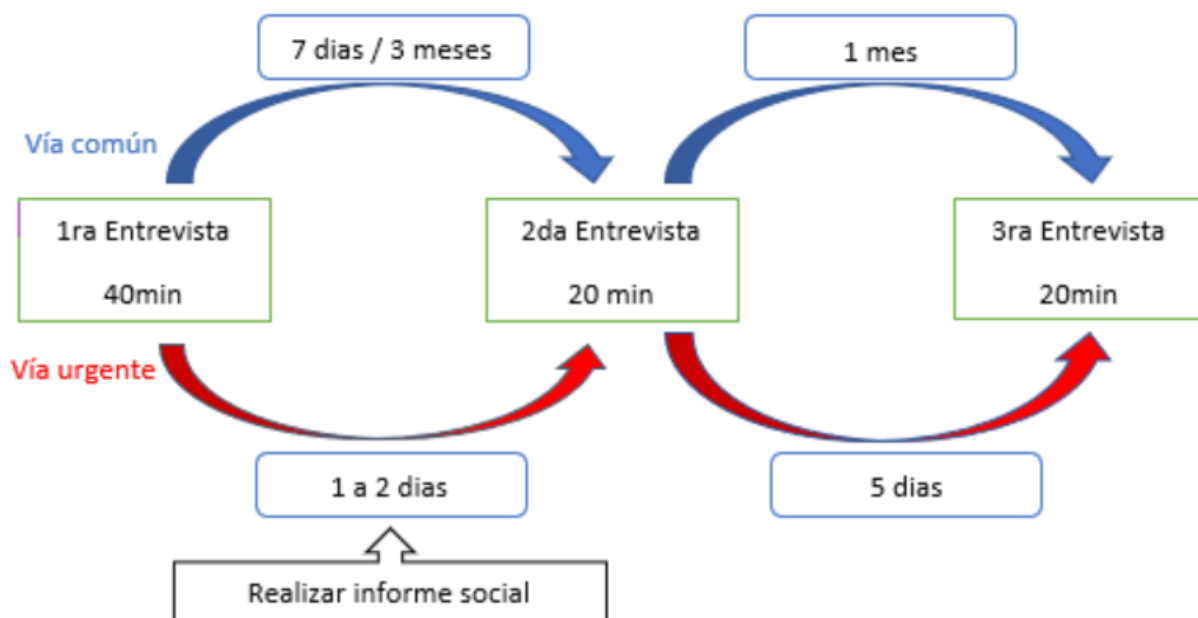 7 dias / 3 meses
1 mes
Vía común
1ra Entrevista
40min
2da Entrevista
20 min
3ra Entrevista
20min
Vía urgente
1 a 2 dias
5 dias
Realizar informe social